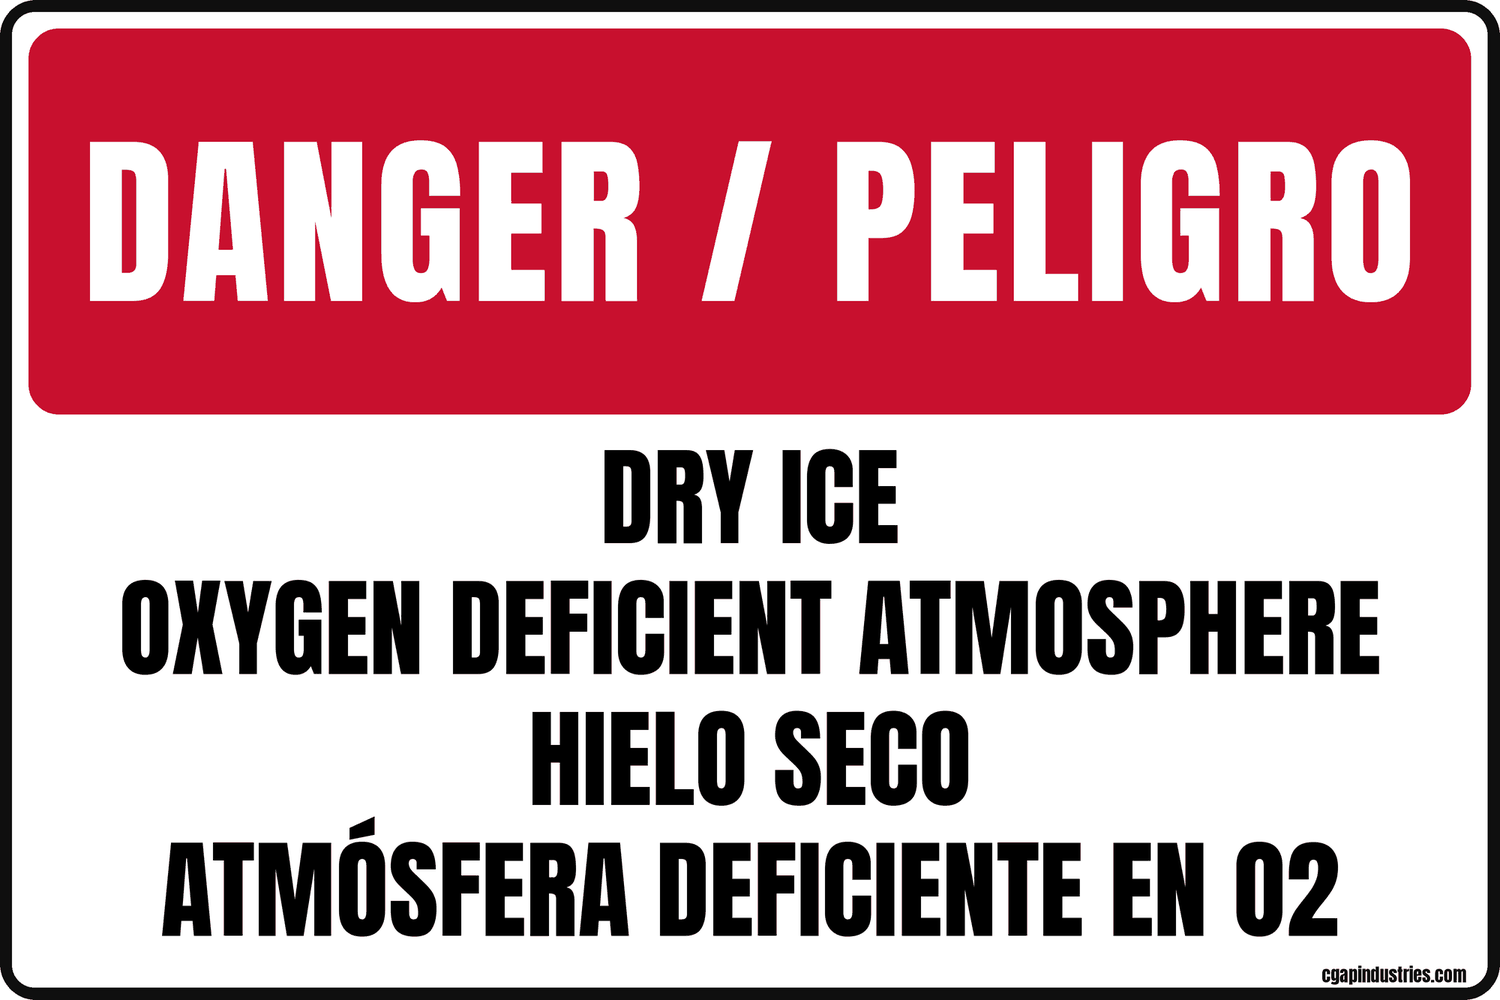 DANGER / PELIGRO
DRY ICE
OXYGEN DEFICIENT ATMOSPHERE
HIELO SECO
ATMÓSFERA DEFICIENTE EN O2
cgapindustries.com